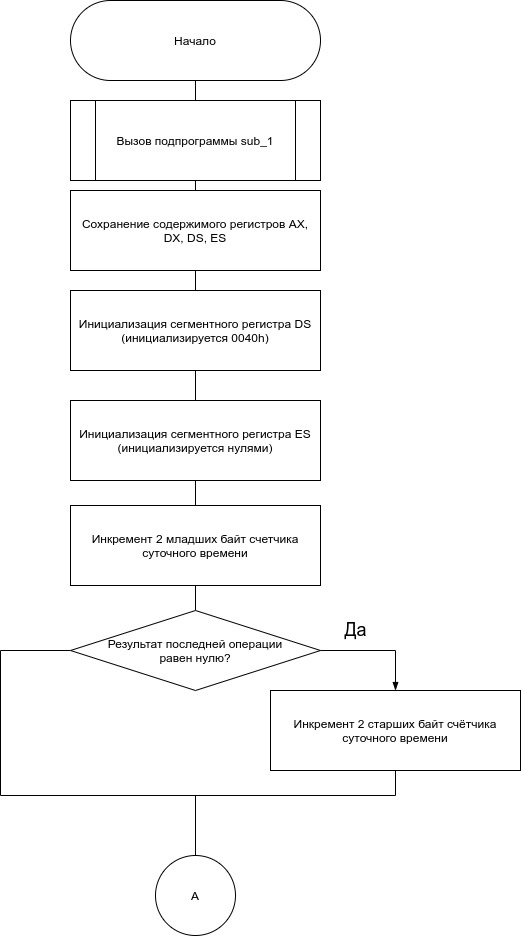 Начало
Вызов подпрограммы sub_1
Сохранение содержимого регистров AX,
DX, DS, ES
Инициализация сегментного регистра DS
(инициализируется 0040h)
Инициализация сегментного регистра ES
(инициализируется нулями)
Инкремент 2 младших байт счетчика
суточного времени
Да
Результат последней операции
равен нулю?
Инкремент 2 старших байт счётчика
суточного времени
А